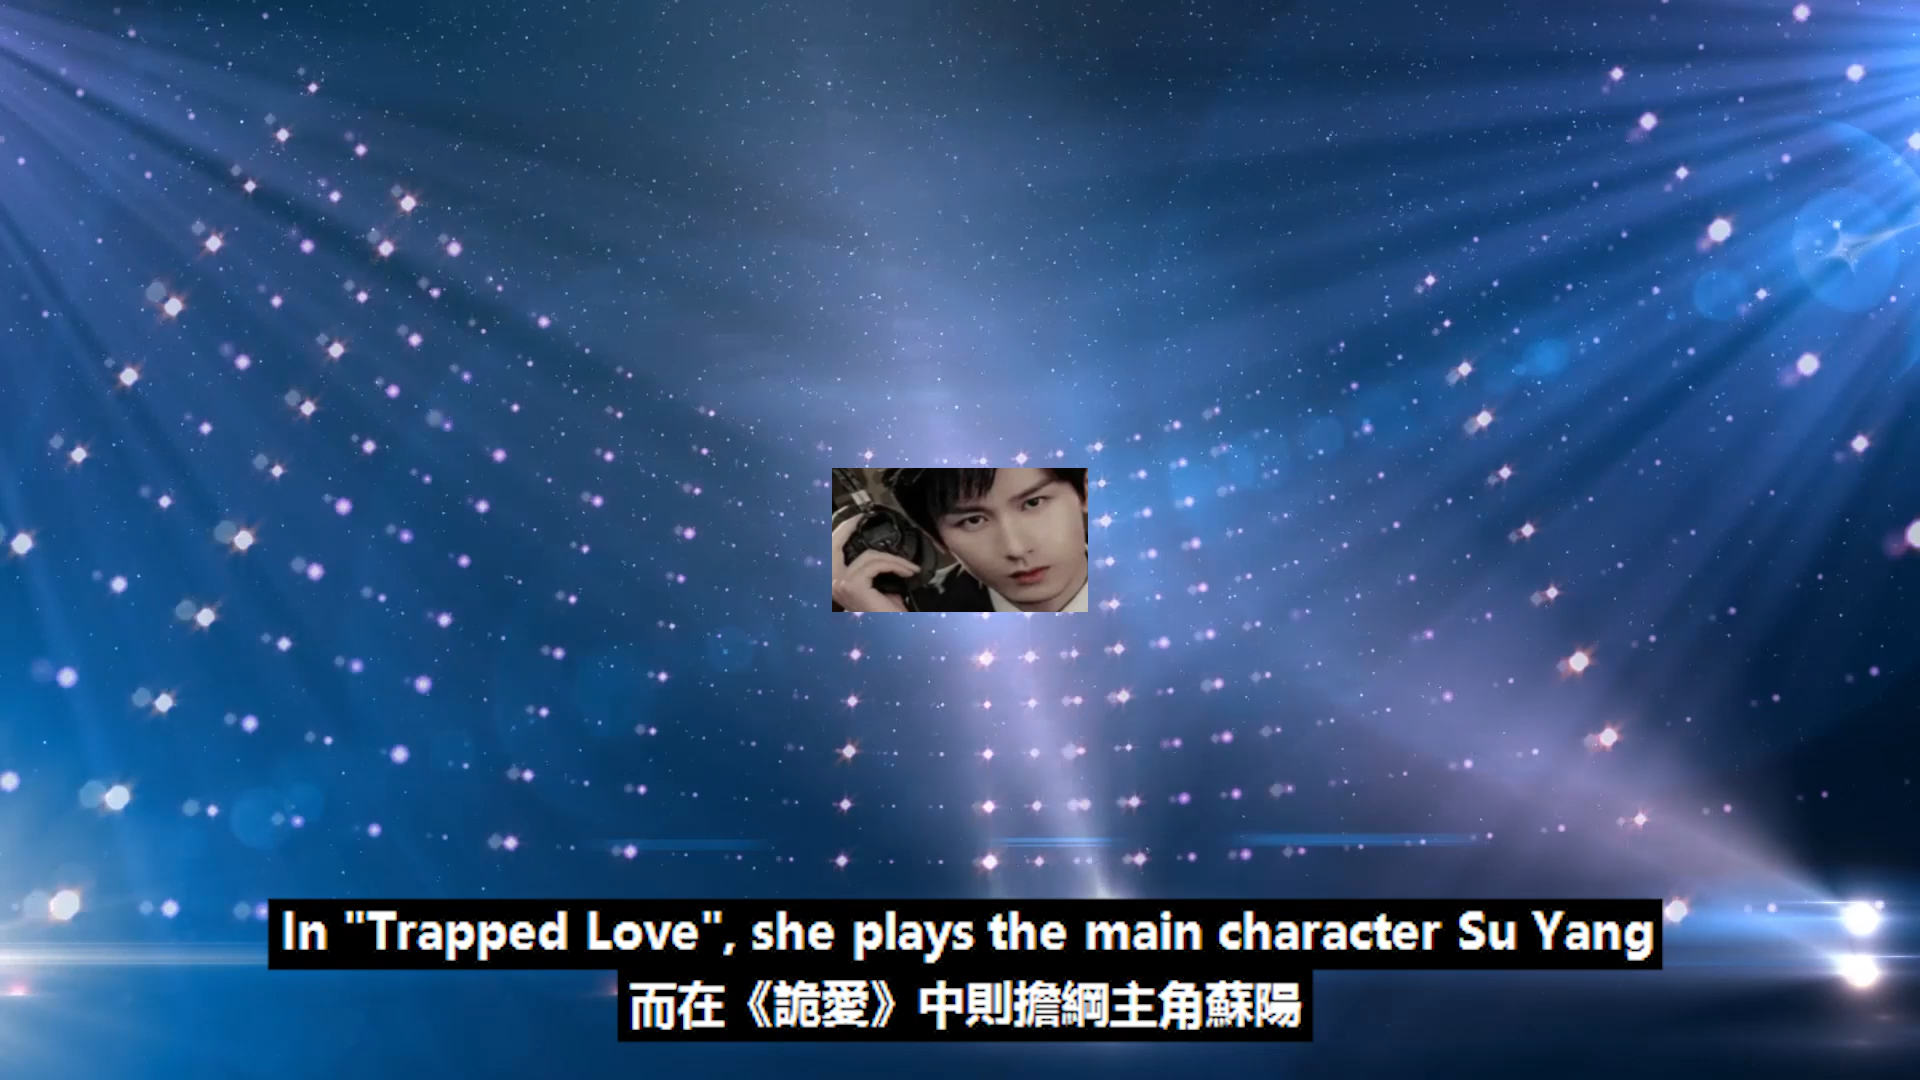 In "Trapped Love", she plays the main character Su Yang
而在《詭愛》中則擔綱主角蘇陽